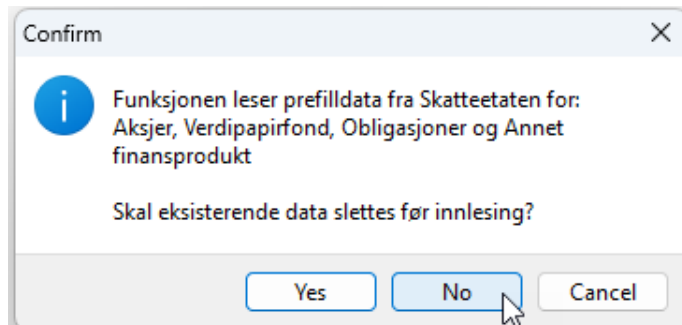 Confirm
Funksjonen leser prefilldata fra Skatteetaten for:
Aksjer, Verdipapirfond, Obligasjoner og Annet
finansprodukt
Skal eksisterende data slettes før innlesing?
Yes No Cancel